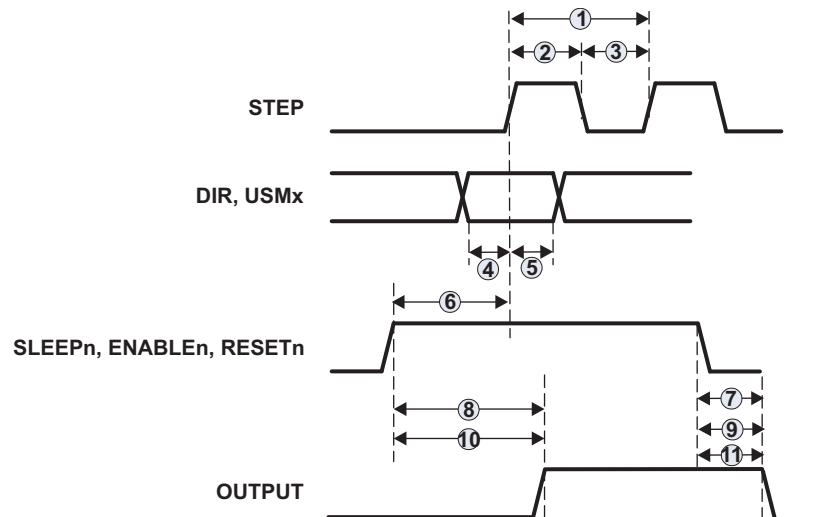 1
2 3
STEP
DIR, USMx
4 5
6
SLEEPn, ENABLEn, RESETn
7
8
9
10
11
OUTPUT